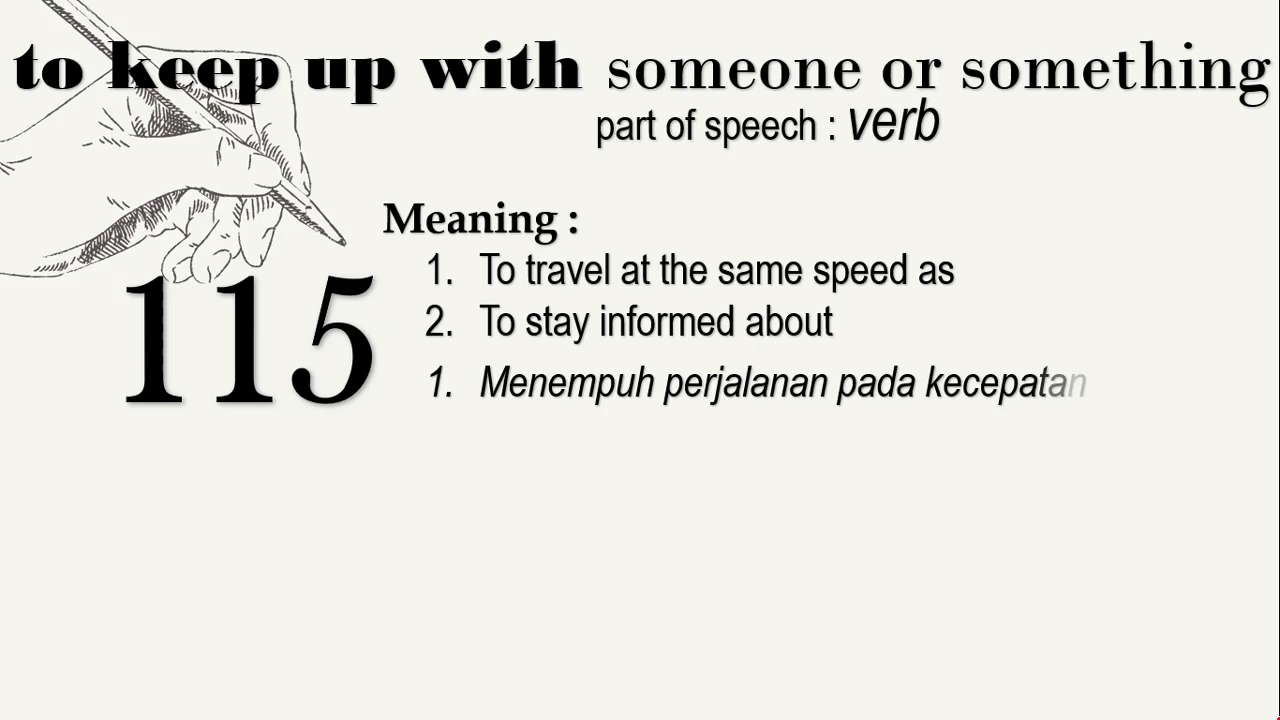 to keep up with someone or something
part of speech : verb
Meaning :
115
1. To travel at the same speed as
2. To stay informed about
1. Menempuh perjalanan pada kecepatan